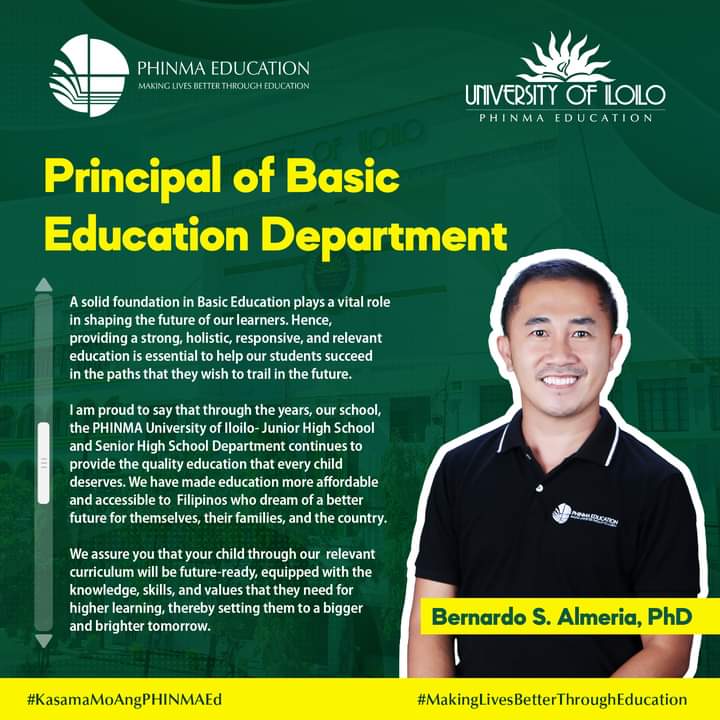 PHINMA EDUCATION
MAKING LIVES BETTER THROUGH EDUCATION
UNIVERSITY OF ILOILO
PHINMA EDUCATION
Principal of Basic
Education Department
A solid foundation in Basic Education plays a vital role
in shaping the future of our learners. Hence,
providing a strong, holistic, responsive, and relevant
education is essential to help our students succeed
in the paths that they wish to trail in the future.
I am proud to say that through the years, our school,
the PHINMA University of Iloilo- Junior High School
and Senior High School Department continues to
provide the quality education that every child
deserves. We have made education more affordable
and accessible to Filipinos who dream of a better
future for themselves, their families, and the country.
We assure you that your child through our relevant
curriculum will be future-ready, equipped with the
knowledge, skills, and values that they need for
higher learning, thereby setting them to a bigger
and brighter tomorrow.
PHINMA EDUCATION
Bernardo S. Almeria, PhD
#KasamaMoAngPHINMAEd
#MakingLivesBetterThroughEducation